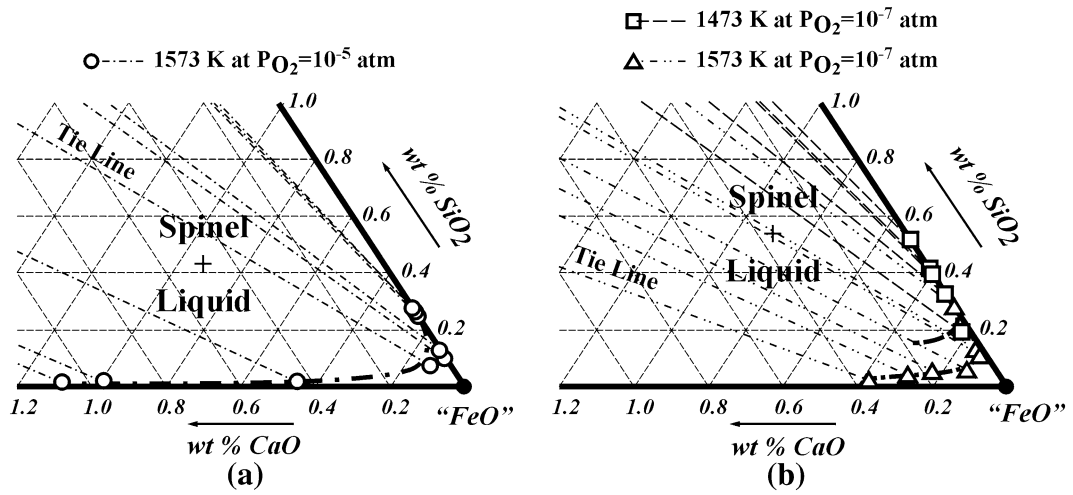 1573 K at PO2=10-5 atm
1.0
0.8
0.6
0.4
0.2
wt % SiO2
Tie Line
Spinel
+
Liquid
1.2
1.0
0.8
0.6
0.4
0.2
“FeO”
wt % CaO
(a)
1473 K at PO2=10-7 atm
1573 K at PO2=10-7 atm
1.0
0.8
0.6
0.4
0.2
wt % SiO2
Spinel
+
Liquid
Tie Line
1.2
1.0
0.8
0.6
0.4
0.2
“FeO”
wt % CaO
(b)